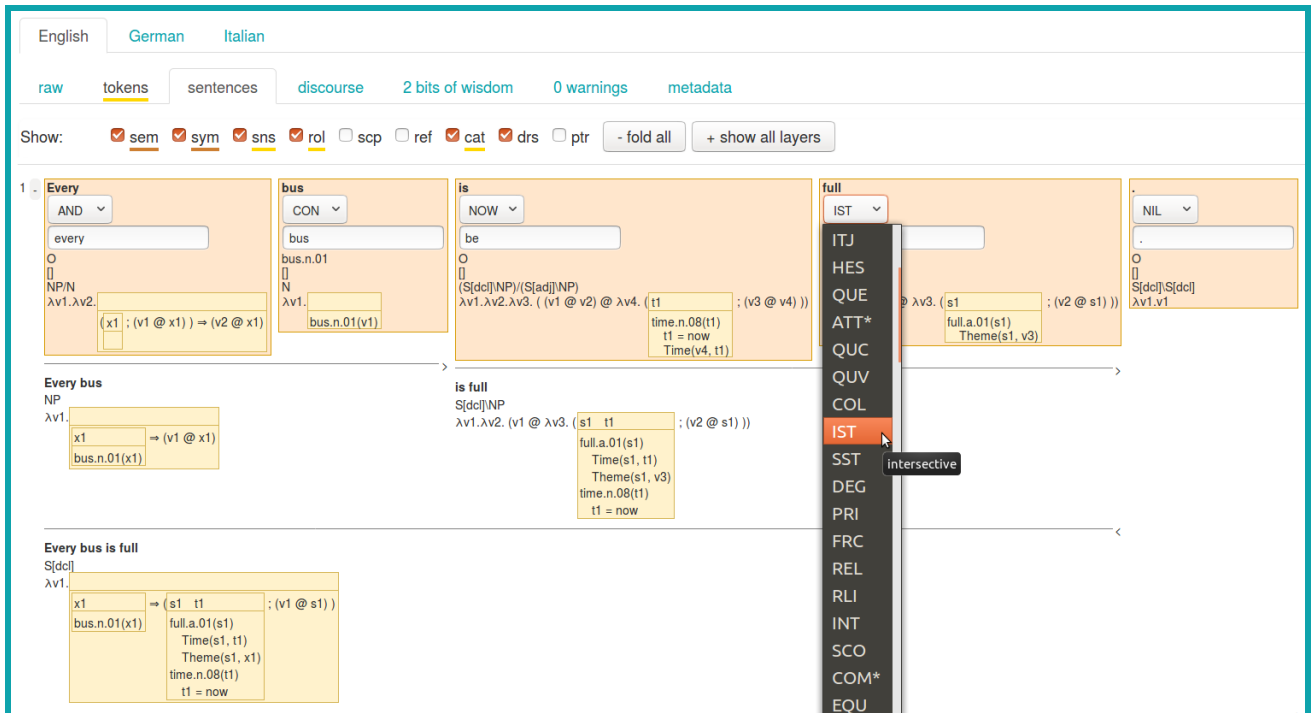 English German Italian
raw tokens sentences discourse 2 bits of wisdom 0 warnings metadata
Show: sem sym sns rol scp ref cat drs ptr - fold all + show all layers
1 - Every bus is full .
AND CON NOW IST NIL
every bus be .
O bus.n.01 O O
[] [] [] []
NP/N N (S[dcl]\NP)/(S[adj]\NP) S[dcl]\S[dcl]
λv1.λv2. λv1. λv1.λv2.λv3. ( (v1 @ v2) @ λv4. ( t1 ; (v3 @ v4) )) @ λv3. ( s1 ; (v2 @ s1) )) λv1.v1
( x1 ; (v1 @ x1) ) ⇒ (v2 @ x1) bus.n.01(v1) time.n.08(t1) full.a.01(s1)
t1 = now Theme(s1, v3)
Time(v4, t1)
>
>
Every bus is full
NP S[dcl]\NP
λv1. λv1.λv2. (v1 @ λv3. ( s1 t1 ; (v2 @ s1) ))
x1 ⇒ (v1 @ x1) full.a.01(s1)
bus.n.01(x1) Time(s1, t1)
Theme(s1, v3)
time.n.08(t1)
t1 = now
<
Every bus is full
S[dcl]
λv1.
x1 ⇒ ( s1 t1 ; (v1 @ s1) )
bus.n.01(x1) full.a.01(s1)
Time(s1, t1)
Theme(s1, x1)
time.n.08(t1)
t1 = now
ITJ
HES
QUE
ATT*
QUC
QUV
COL
IST
intersective
SST
DEG
PRI
FRC
REL
RLI
INT
SCO
COM*
EQU